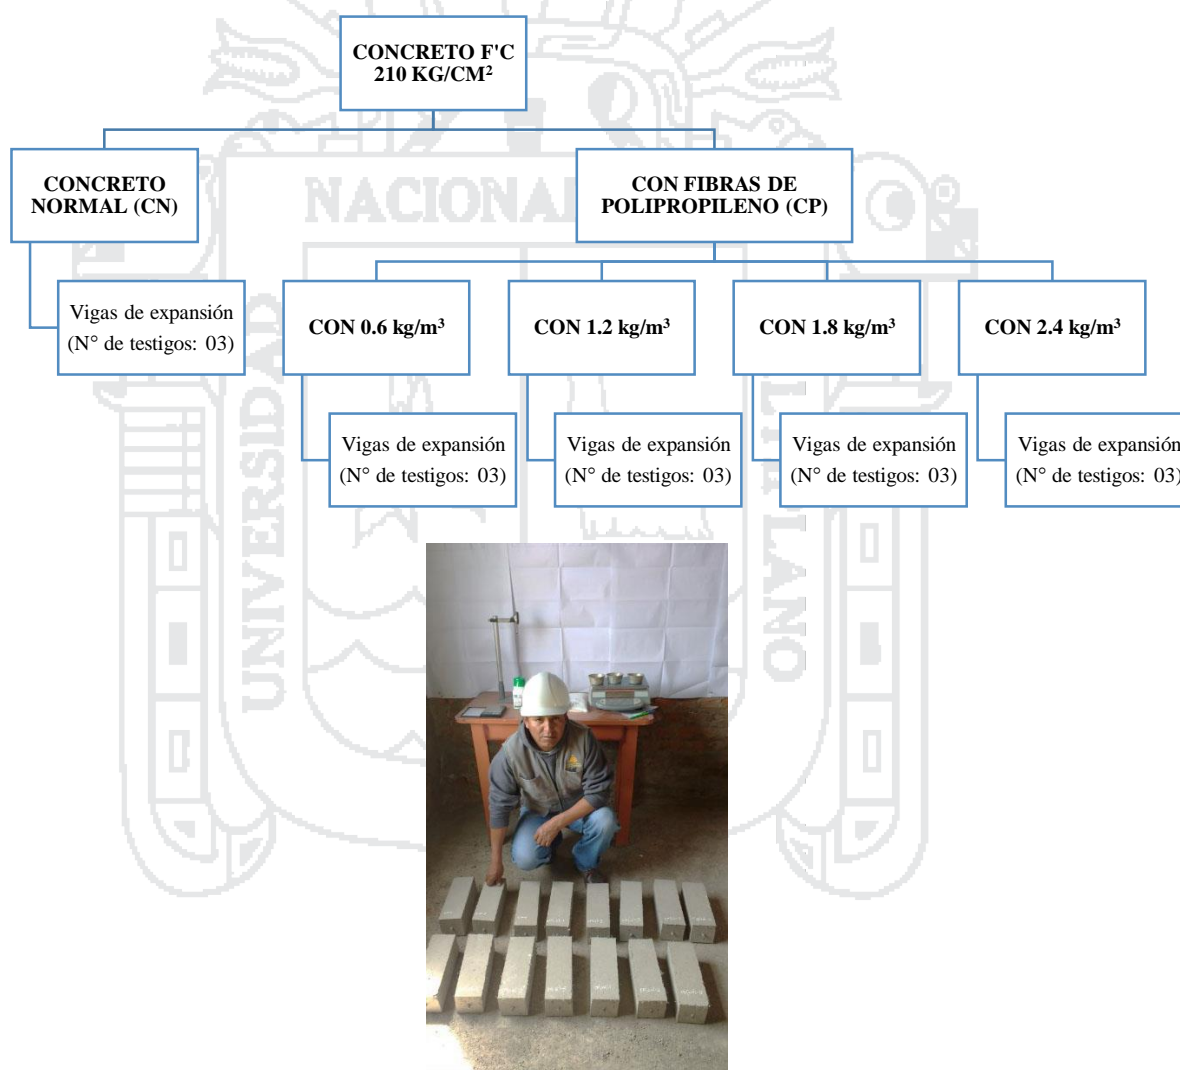 CONCRETO F'C
210 KG/CM²
CONCRETO
NORMAL (CN)
CON FIBRAS DE
POLIPROPILENO (CP)
Vigas de expansión
(N° de testigos: 03)
CON 0.6 kg/m³
CON 1.2 kg/m³
CON 1.8 kg/m³
CON 2.4 kg/m³
Vigas de expansión
(N° de testigos: 03)
Vigas de expansión
(N° de testigos: 03)
Vigas de expansión
(N° de testigos: 03)
Vigas de expansión
(N° de testigos: 03)
NACIONAL
UNIVERSIDAD